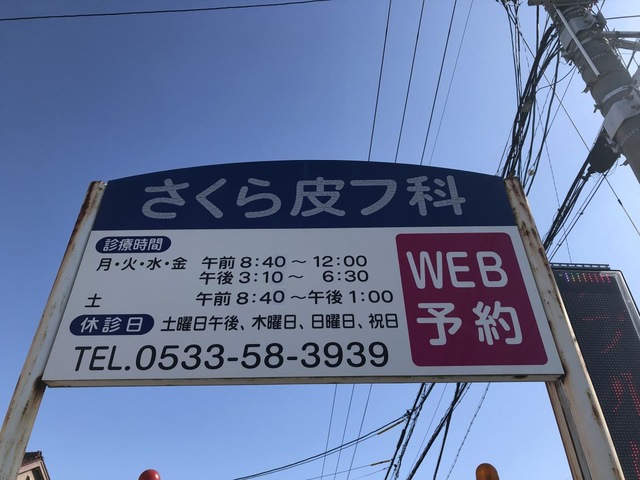 さくら皮フ科
診療時間
月・火・水・金 午前 8:40～12:00
午後 3:10～ 6:30
土 午前 8:40～午後 1:00
休診日 土曜日午後、木曜日、日曜日、祝日
TEL.0533-58-3939
WEB
予約